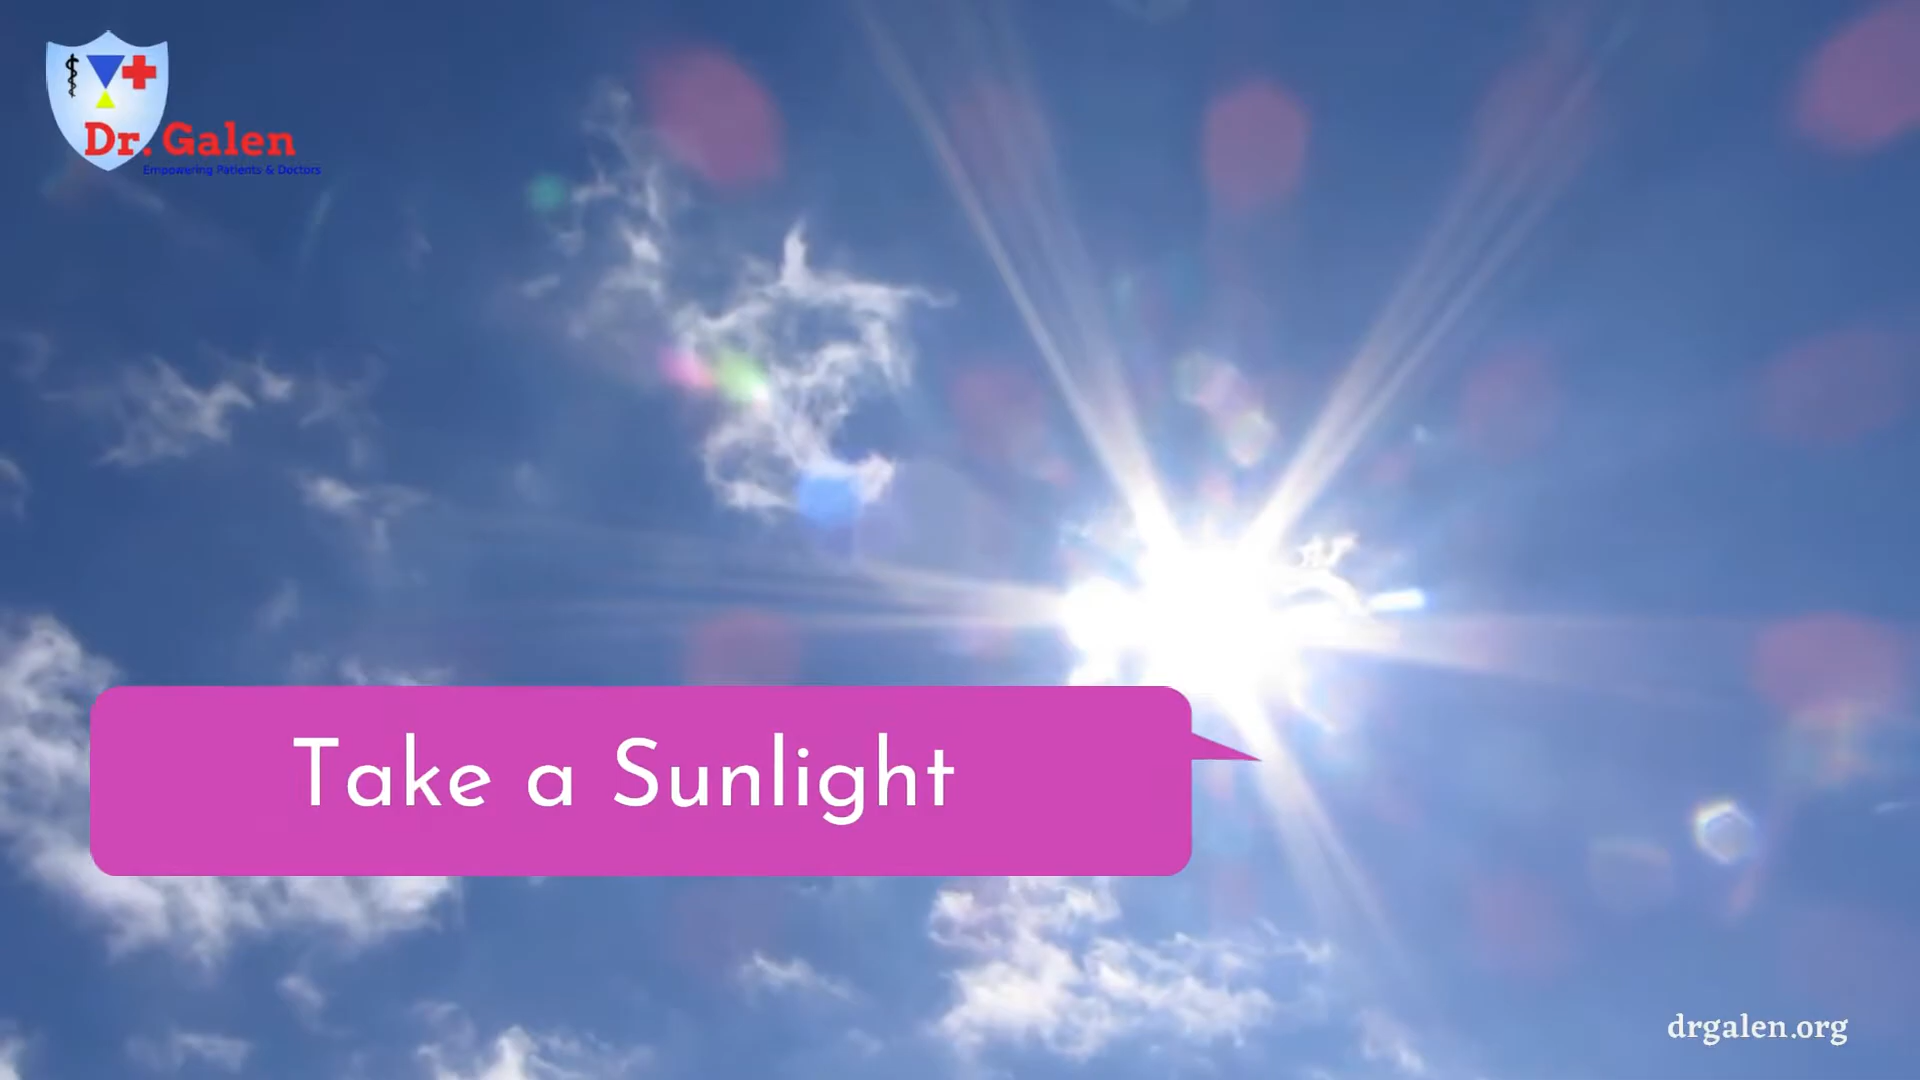 Dr. Galen
Empowering Patients & Doctors
Take a Sunlight
drgalen.org